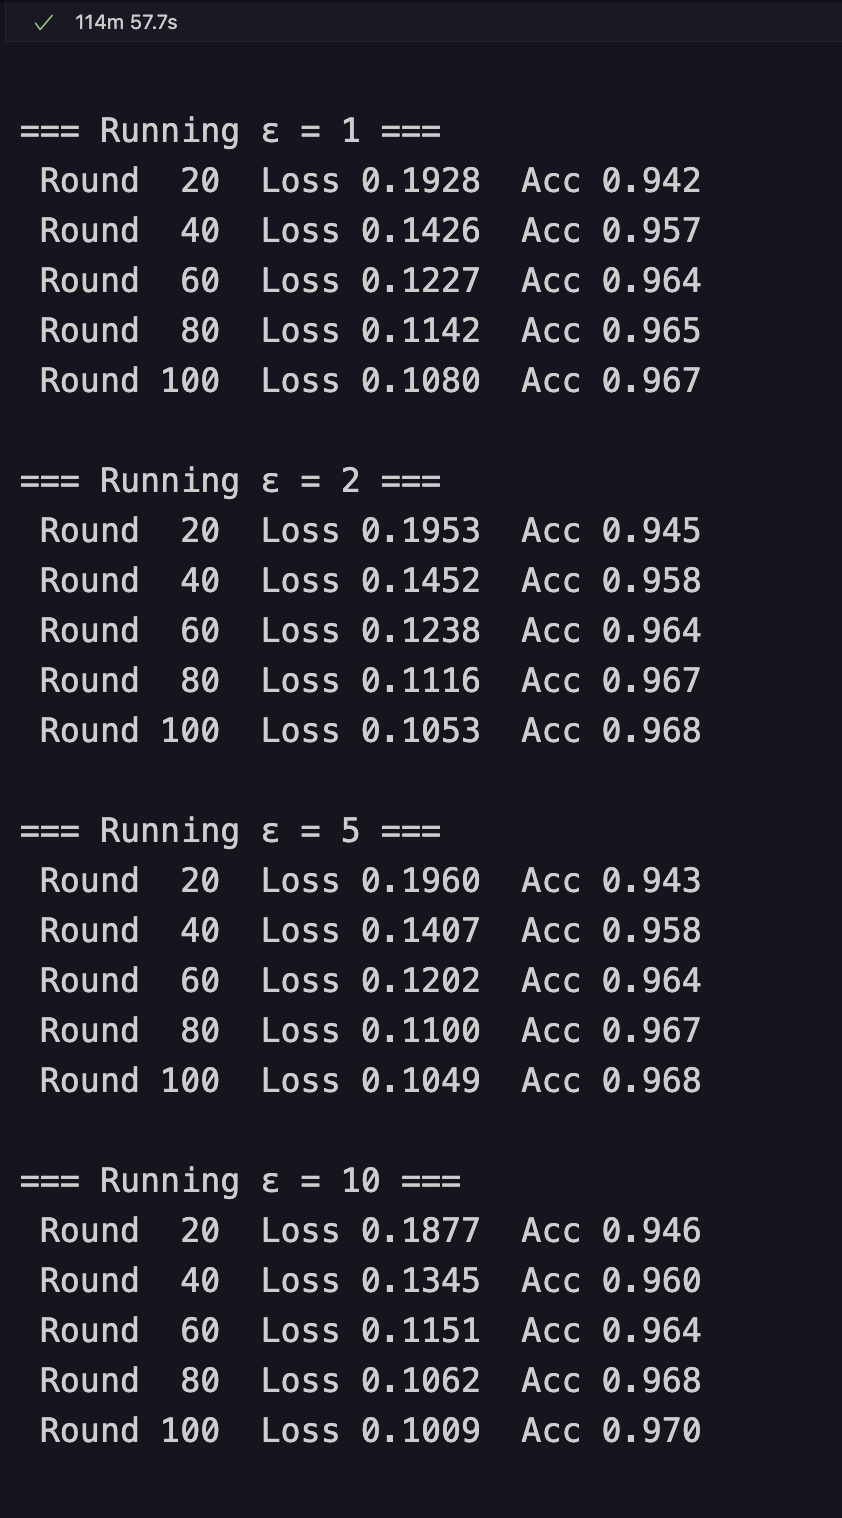 ✓ 114m 57.7s
=== Running ε = 1 ===
Round 20 Loss 0.1928 Acc 0.942
Round 40 Loss 0.1426 Acc 0.957
Round 60 Loss 0.1227 Acc 0.964
Round 80 Loss 0.1142 Acc 0.965
Round 100 Loss 0.1080 Acc 0.967
=== Running ε = 2 ===
Round 20 Loss 0.1953 Acc 0.945
Round 40 Loss 0.1452 Acc 0.958
Round 60 Loss 0.1238 Acc 0.964
Round 80 Loss 0.1116 Acc 0.967
Round 100 Loss 0.1053 Acc 0.968
=== Running ε = 5 ===
Round 20 Loss 0.1960 Acc 0.943
Round 40 Loss 0.1407 Acc 0.958
Round 60 Loss 0.1202 Acc 0.964
Round 80 Loss 0.1100 Acc 0.967
Round 100 Loss 0.1049 Acc 0.968
=== Running ε = 10 ===
Round 20 Loss 0.1877 Acc 0.946
Round 40 Loss 0.1345 Acc 0.960
Round 60 Loss 0.1151 Acc 0.964
Round 80 Loss 0.1062 Acc 0.968
Round 100 Loss 0.1009 Acc 0.970